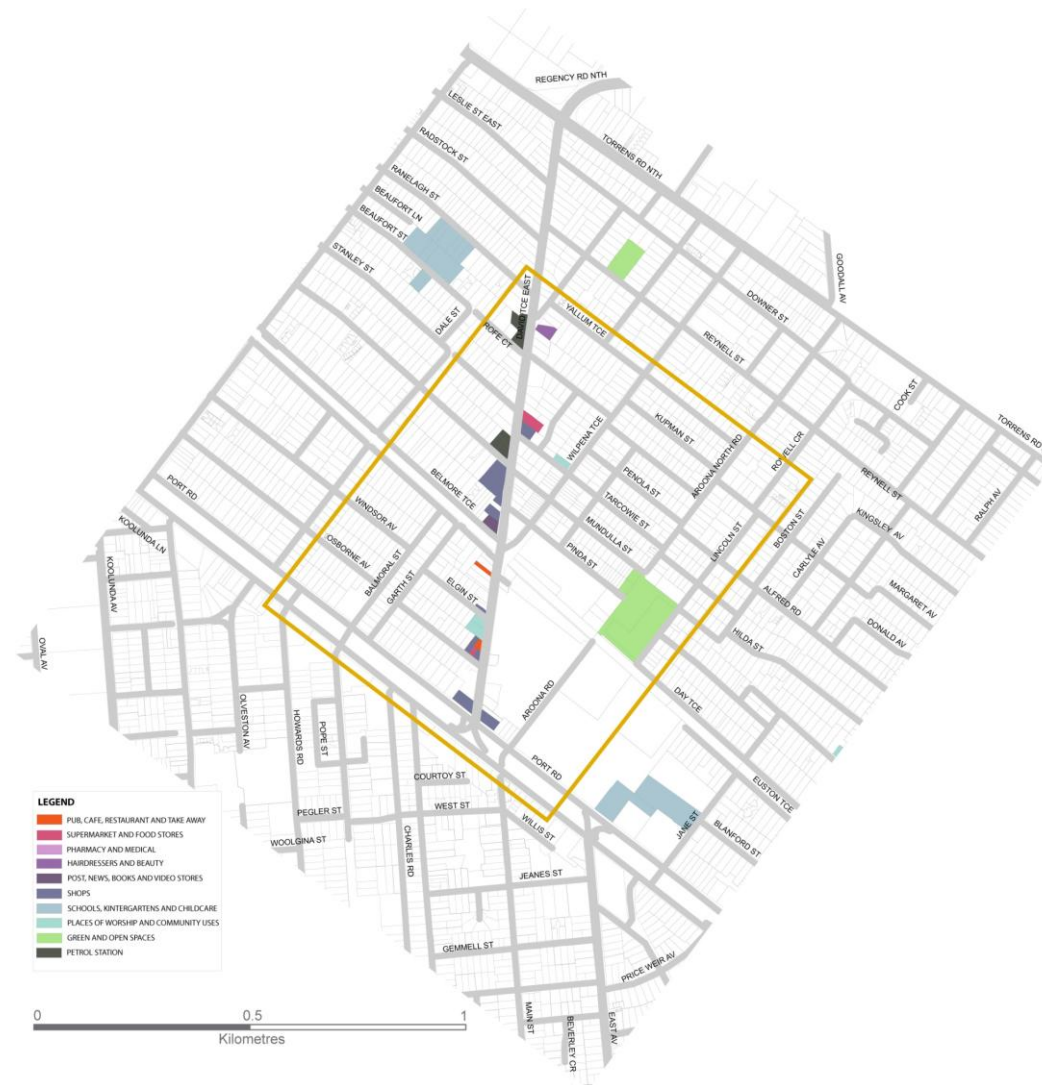 REGENCY RD NTH
LESLIE ST EAST
TORRENS RD NTH
RADSTOCK ST
RANELAGH ST
BEAUFORT LN
BEAUFORT ST
STANLEY ST
GOODALL AV
DAVID TCE EAST
DALE ST
ROFE CT
YALLUM TCE
DOWNER ST
REYNELL ST
COOK ST
TORRENS RD
KUPMAN ST
WILPENA TCE
AROONA NORTH RD
ROWELL CR
REYNELL ST
RALPH AV
PENOLA ST
TARCOWIE ST
MUNDULLA ST
PINDA ST
BELMORE TCE
PORT RD
KOOLUNDA LN
WINDSOR AV
OSBORNE AV
BALMORAL ST
GARTH ST
ELGIN ST
LINCOLN ST
BOSTON ST
CARLYLE AV
KINGSLEY AV
MARGARET AV
DONALD AV
ALFRED RD
HILDA ST
KOOLUNDA AV
OVAL AV
OLVESTON AV
HOWARDS RD
POPE ST
DAY TCE
AROONA RD
PORT RD
EUSTON TCE
COURTOY ST
WEST ST
WILLIS ST
JANE ST
BLANFORD ST
PEGLER ST
WOOLGINA ST
CHARLES RD
JEANES ST
GEMMELL ST
PRICE WEIR AV
MAIN ST
BEVERLEY CR
EAST AV
LEGEND
PUB, CAFE, RESTAURANT AND TAKE AWAY
SUPERMARKET AND FOOD STORES
PHARMACY AND MEDICAL
HAIRDRESSERS AND BEAUTY
POST, NEWS, BOOKS AND VIDEO STORES
SHOPS
SCHOOLS, KINTERGARTENS AND CHILDCARE
PLACES OF WORSHIP AND COMMUNITY USES
GREEN AND OPEN SPACES
PETROL STATION
0 0.5 1
Kilometres